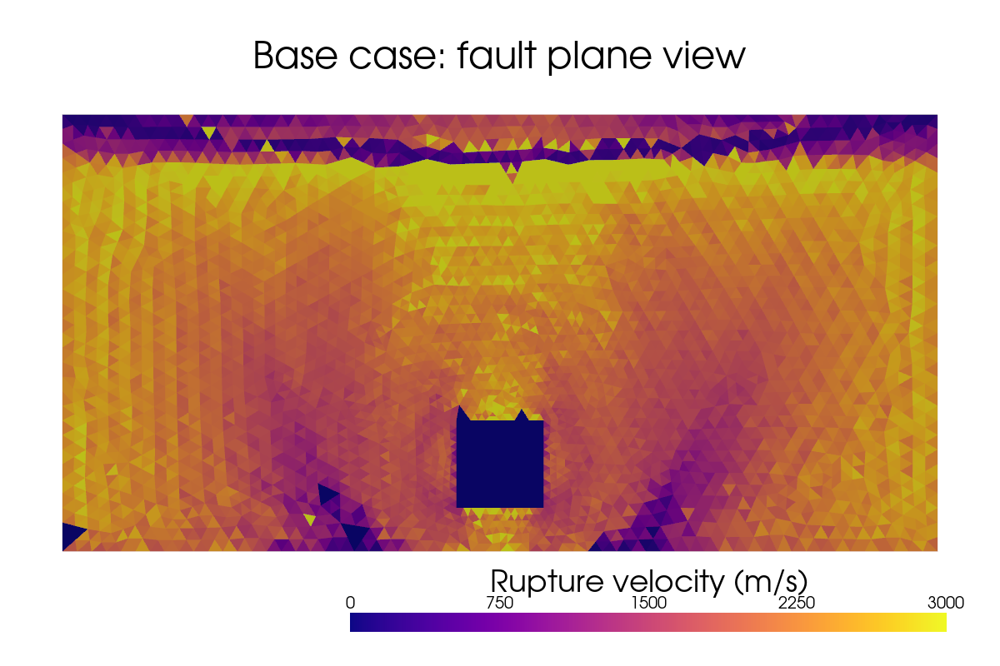 Base case: fault plane view
Rupture velocity (m/s)
0 750 1500 2250 3000